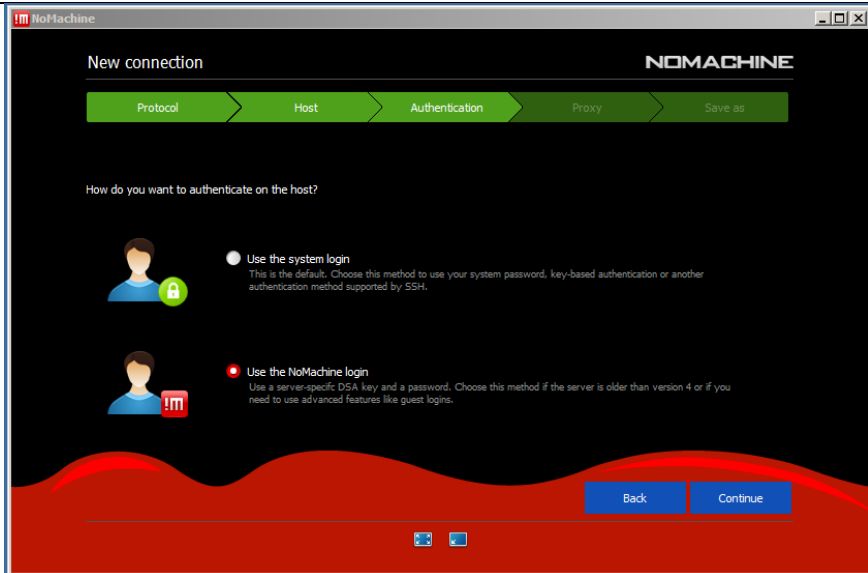 !m NoMachine
New connection
NOMACHINE
Protocol
Host
Authentication
Proxy
Save as
How do you want to authenticate on the host?
Use the system login
This is the default. Choose this method to use your system password, key-based authentication or another
authentication method supported by SSH.
Use the NoMachine login
Use a server-specifc DSA key and a password. Choose this method if the server is older than version 4 or if you
need to use advanced features like guest logins.
!m
Back
Continue